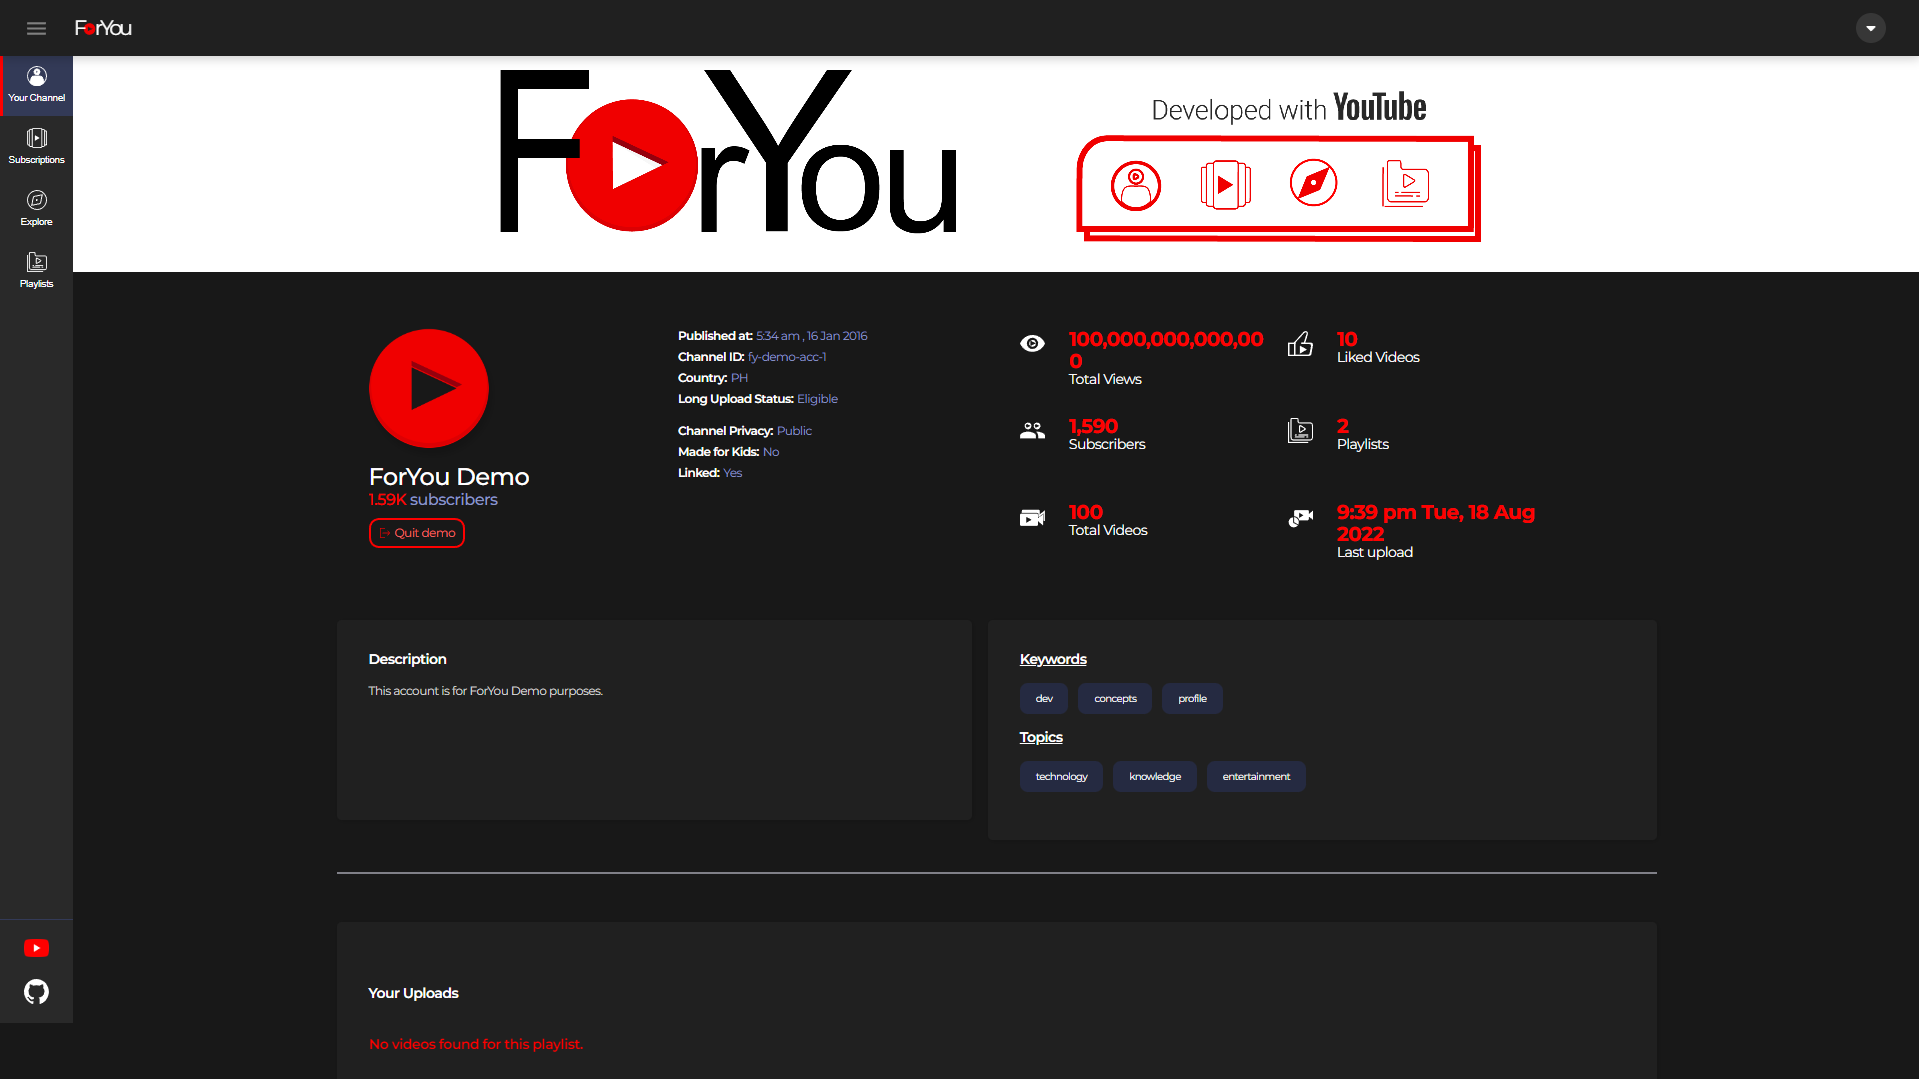 ForYou
Your Channel
Subscriptions
Explore
Playlists
ForYou
Developed with YouTube
ForYou Demo
1.59K subscribers
Quit demo
Published at: 5:34 am , 16 Jan 2016
Channel ID: fy-demo-acc-1
Country: PH
Long Upload Status: Eligible
Channel Privacy: Public
Made for Kids: No
Linked: Yes
100,000,000,000,00
0
Total Views
10
Liked Videos
1,590
Subscribers
2
Playlists
100
Total Videos
9:39 pm Tue, 18 Aug
2022
Last upload
Description
This account is for ForYou Demo purposes.
Keywords
dev concepts profile
Topics
technology knowledge entertainment
Your Uploads
No videos found for this playlist.